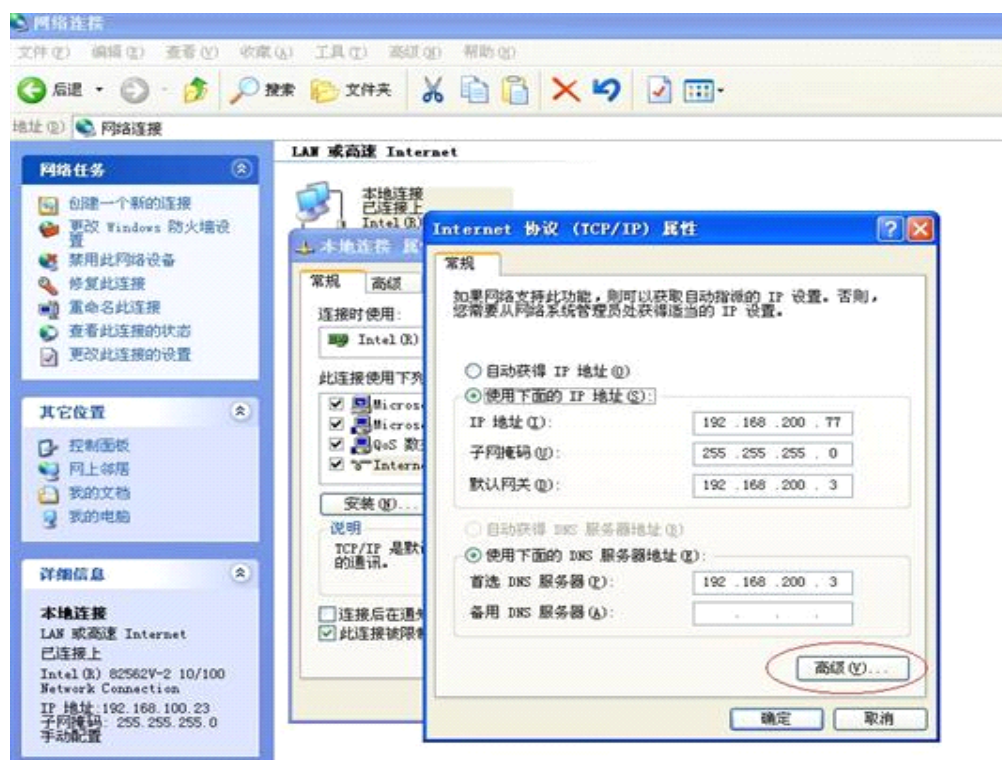 网络连接
文件(F) 编辑(E) 查看(V) 收藏(A) 工具(T) 高级(N) 帮助(H)
后退 搜索 文件夹
地址(D) 网络连接
网络任务
创建一个新的连接
更改 Windows 防火墙设
置
禁用此网络设备
修复此连接
重命名此连接
查看此连接的状态
更改此连接的设置
其它位置
控制面板
网上邻居
我的文档
我的电脑
详细信息
本地连接
LAN 或高速 Internet
已连接上
Intel(R) 82562V-2 10/100
Network Connection
IP 地址:192.168.100.23
子网掩码: 255.255.255.0
手动配置
LAN 或高速 Internet
本地连接
已连接上
Intel(R)
本地连接 属
常规 高级
连接时使用:
Intel(R)
此连接使用下列
Micros
Micros
QoS 数
Intern
安装(N)...
说明
TCP/IP 是默认
的通讯。
连接后在通知
此连接被限制
Internet 协议 (TCP/IP) 属性
常规
如果网络支持此功能，则可以获取自动指派的 IP 设置。否则，
您需要从网络系统管理员处获得适当的 IP 设置。
自动获得 IP 地址(O)
使用下面的 IP 地址(S):
IP 地址(I): 192 .168 .200 . 77
子网掩码(U): 255 .255 .255 . 0
默认网关(D): 192 .168 .200 . 3
自动获得 DNS 服务器地址(B)
使用下面的 DNS 服务器地址(E):
首选 DNS 服务器(P): 192 .168 .200 . 3
备用 DNS 服务器(A): . . .
高级(V)...
确定 取消